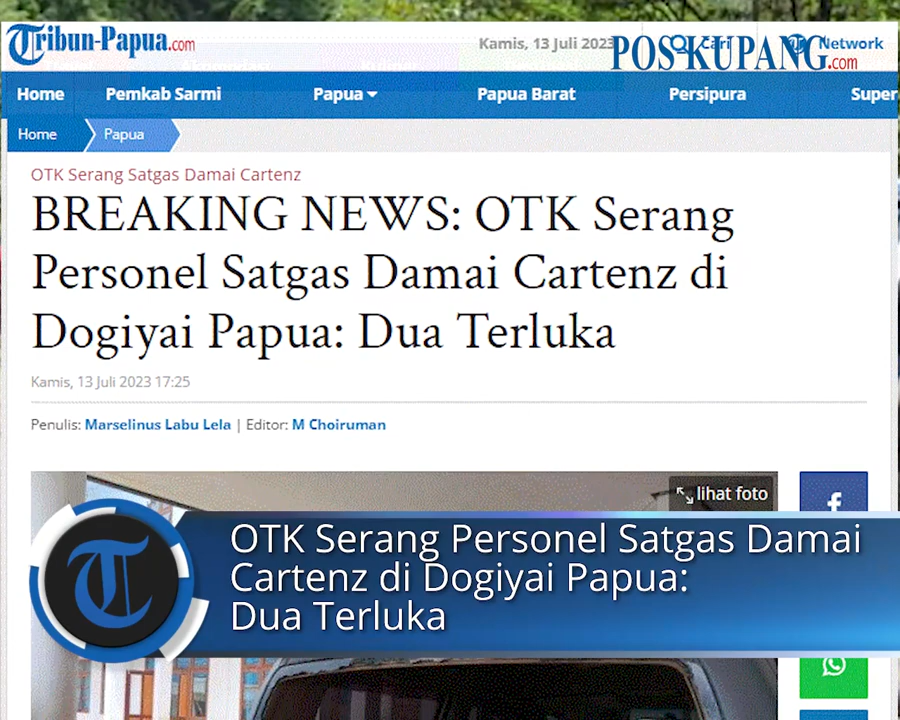 Tribun-Papua.com
Kamis, 13 Juli 2023
Cari
Network
POS-KUPANG.com
Home Pemkab Sarmi Papua Papua Barat Persipura Super
Home Papua
OTK Serang Satgas Damai Cartenz
BREAKING NEWS: OTK Serang
Personel Satgas Damai Cartenz di
Dogiyai Papua: Dua Terluka
Kamis, 13 Juli 2023 17:25
Penulis: Marselinus Labu Lela | Editor: M Choiruman
lihat foto
f
T
OTK Serang Personel Satgas Damai
Cartenz di Dogiyai Papua:
Dua Terluka